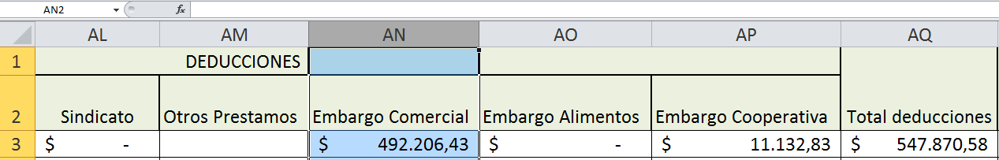 AN2 fx
AL AM AN AO AP AQ
1 DEDUCCIONES
2 Sindicato Otros Prestamos Embargo Comercial Embargo Alimentos Embargo Cooperativa Total deducciones
3 $ - $ 492.206,43 $ - $ 11.132,83 $ 547.870,58